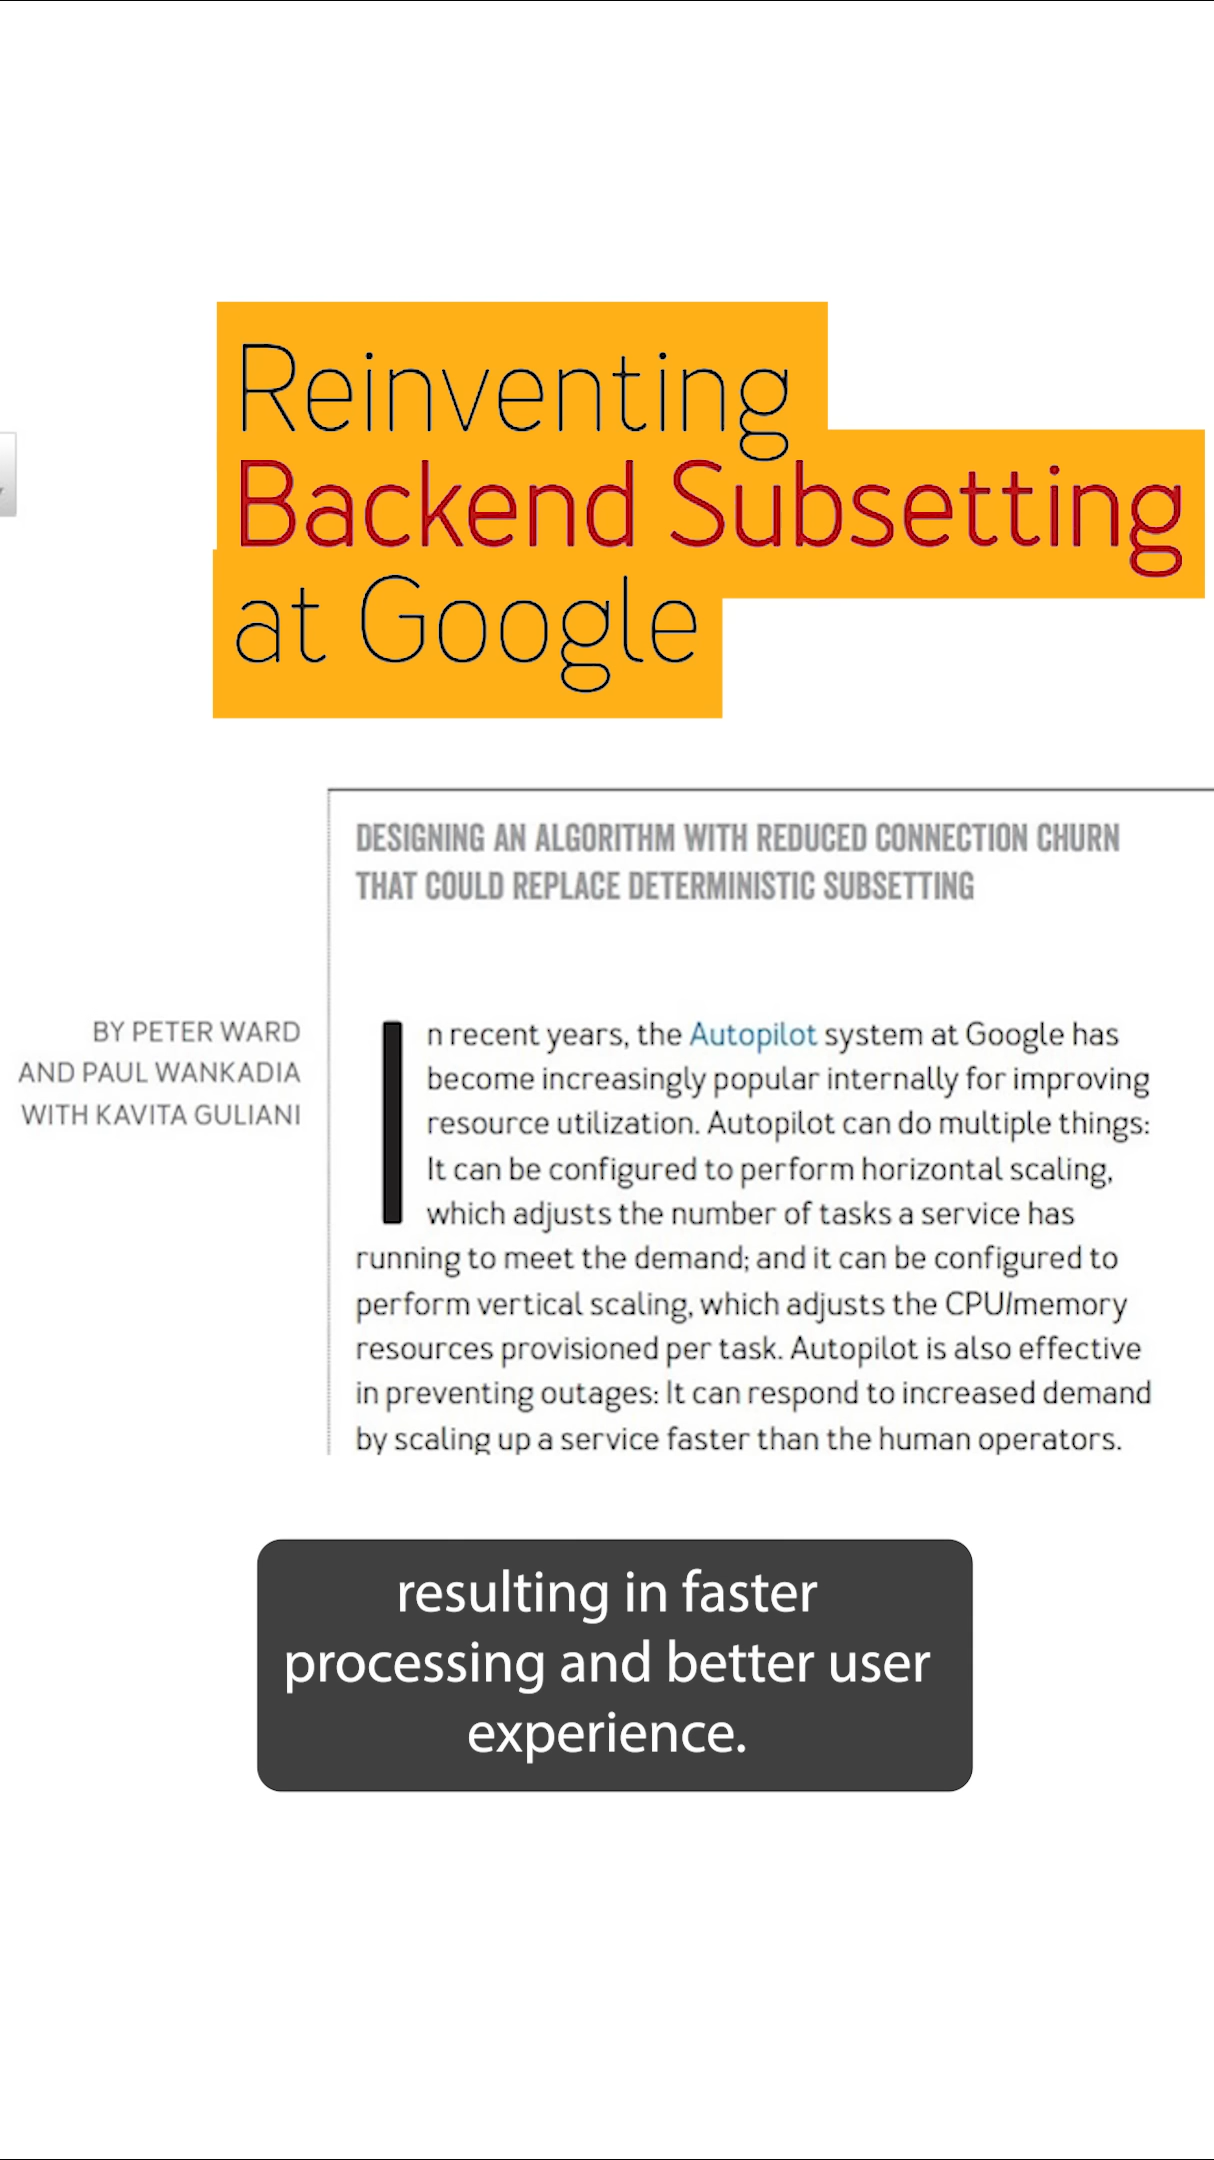 Reinventing
Backend Subsetting
at Google
DESIGNING AN ALGORITHM WITH REDUCED CONNECTION CHURN
THAT COULD REPLACE DETERMINISTIC SUBSETTING
BY PETER WARD
AND PAUL WANKADIA
WITH KAVITA GULIANI
In recent years, the Autopilot system at Google has
become increasingly popular internally for improving
resource utilization. Autopilot can do multiple things:
It can be configured to perform horizontal scaling,
which adjusts the number of tasks a service has
running to meet the demand; and it can be configured to
perform vertical scaling, which adjusts the CPU/memory
resources provisioned per task. Autopilot is also effective
in preventing outages: It can respond to increased demand
by scaling up a service faster than the human operators.
resulting in faster
processing and better user
experience.